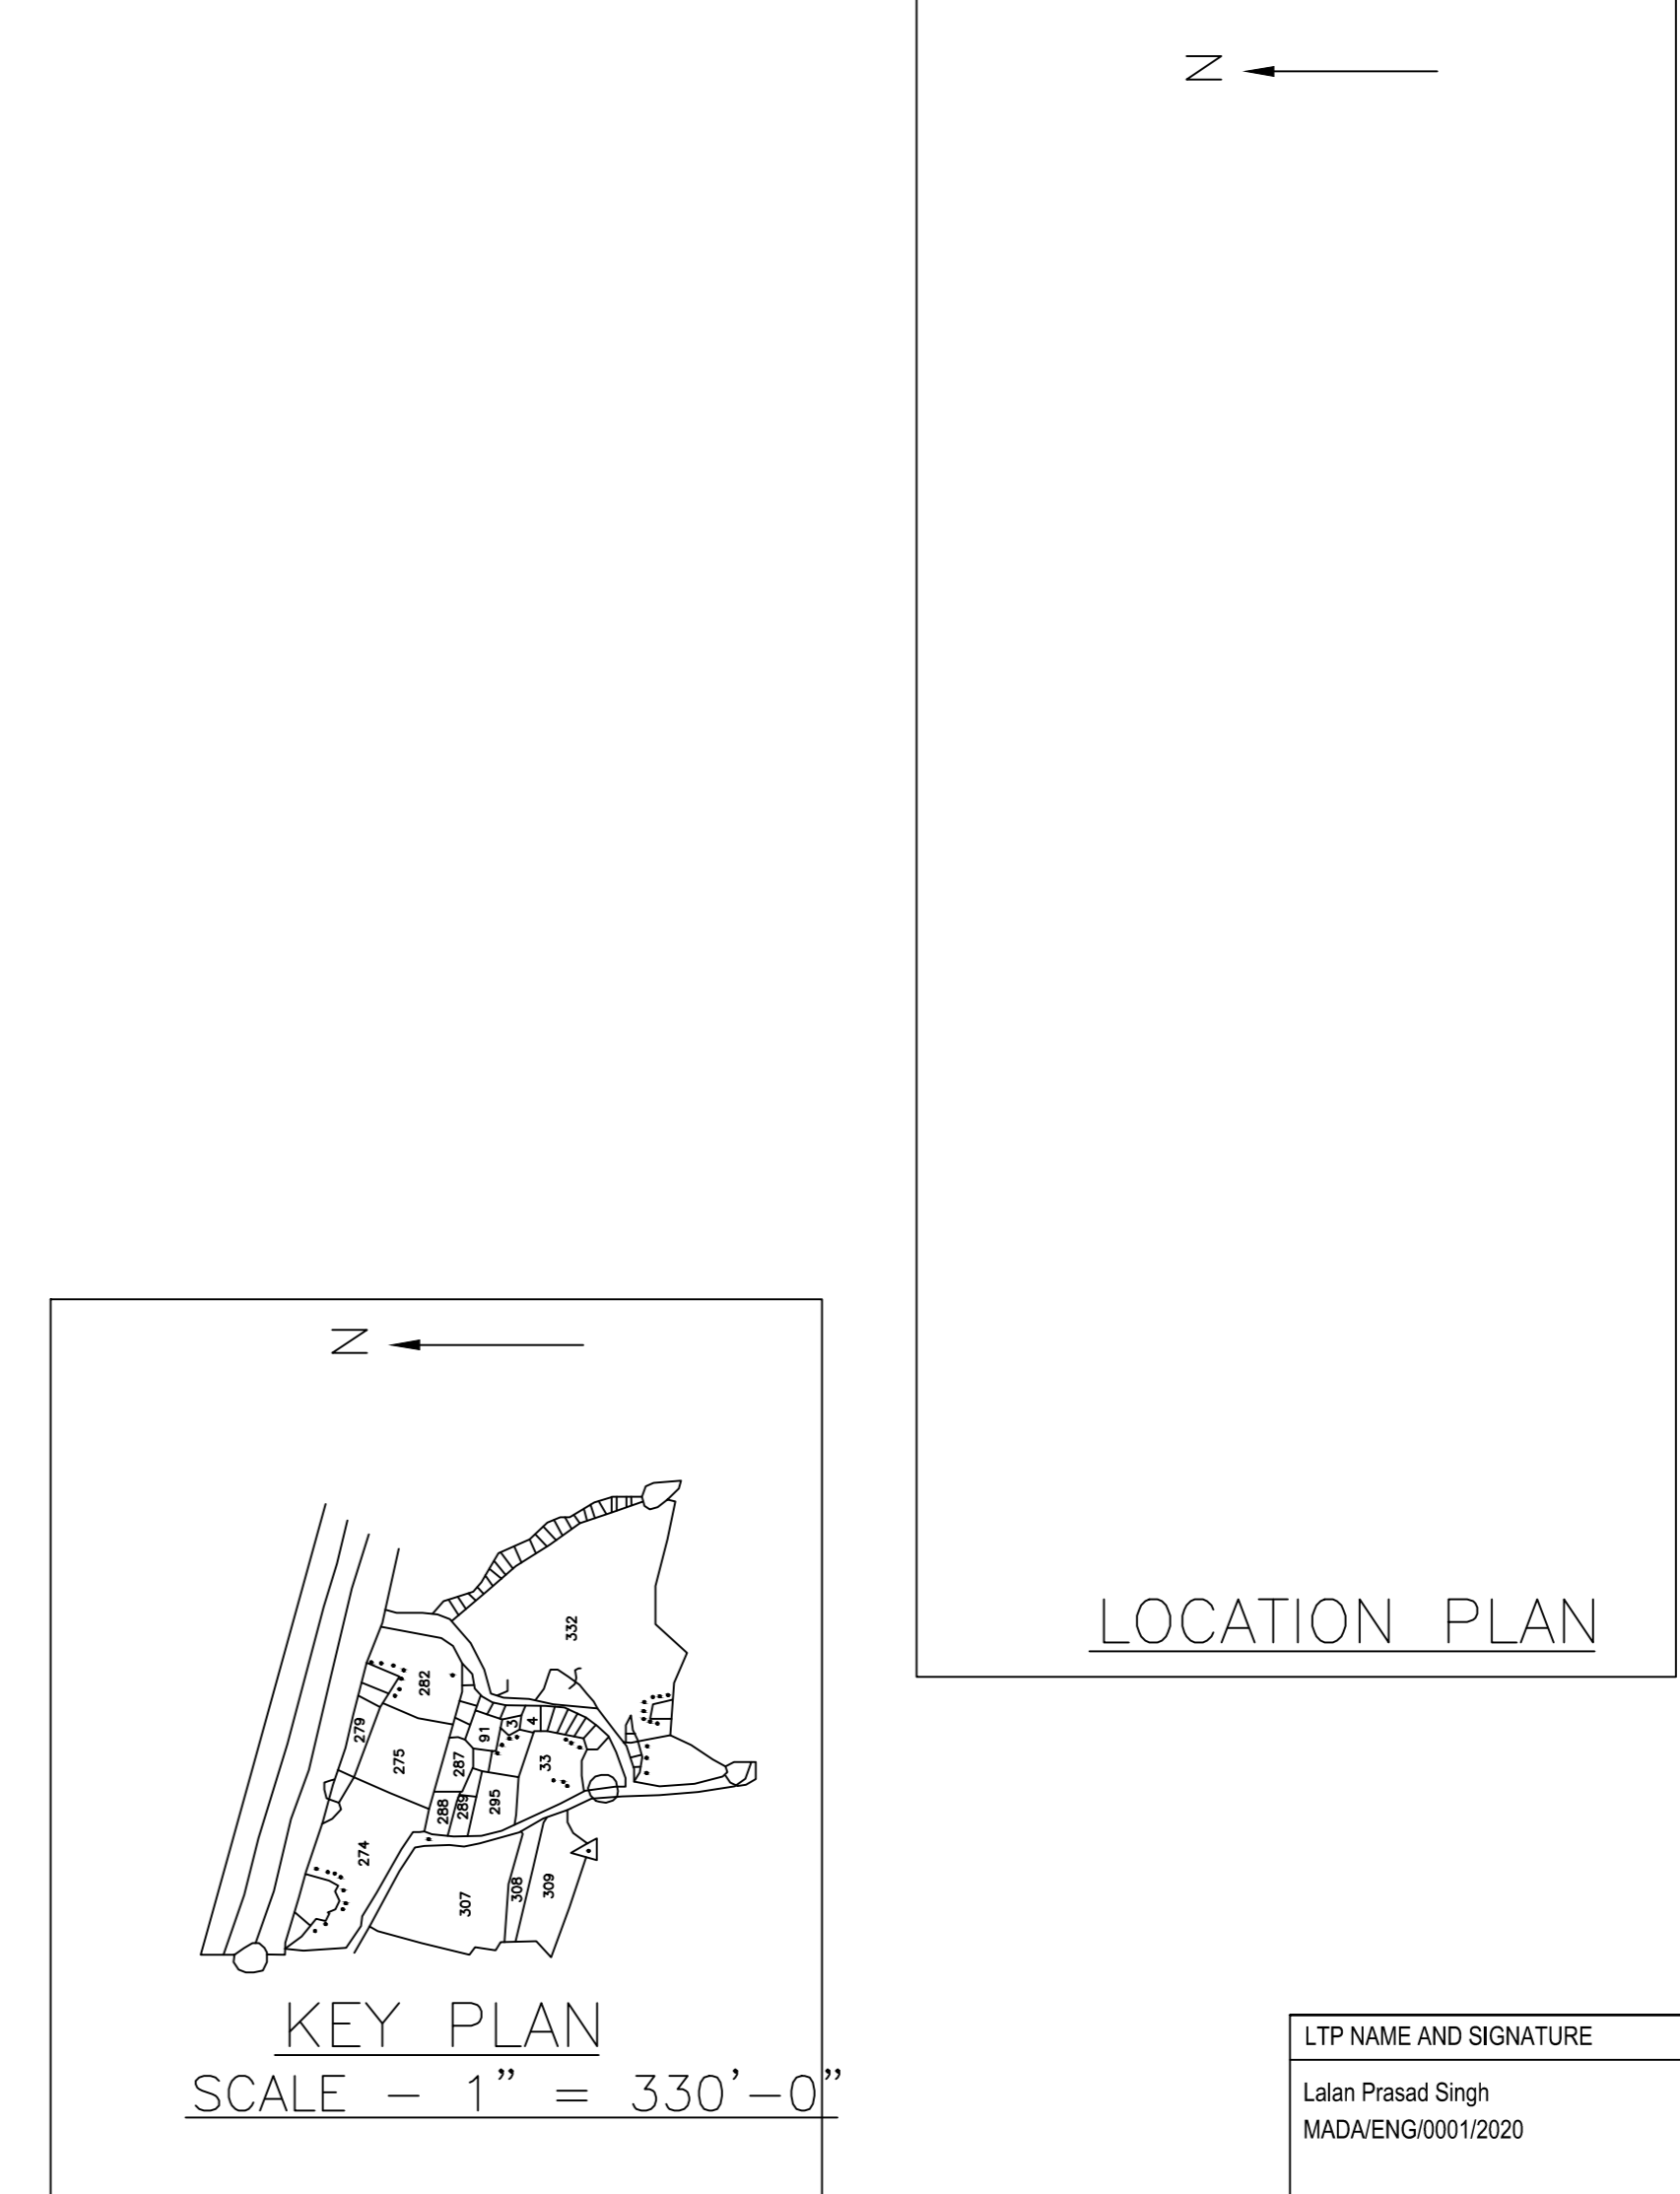 N
LOCATION PLAN
N
332
282
279
275
91
3
4
287
33
288
289
295
274
307
308
309
KEY PLAN
SCALE - 1" = 330'-0"
LTP NAME AND SIGNATURE
Lalan Prasad Singh
MADA/ENG/0001/2020